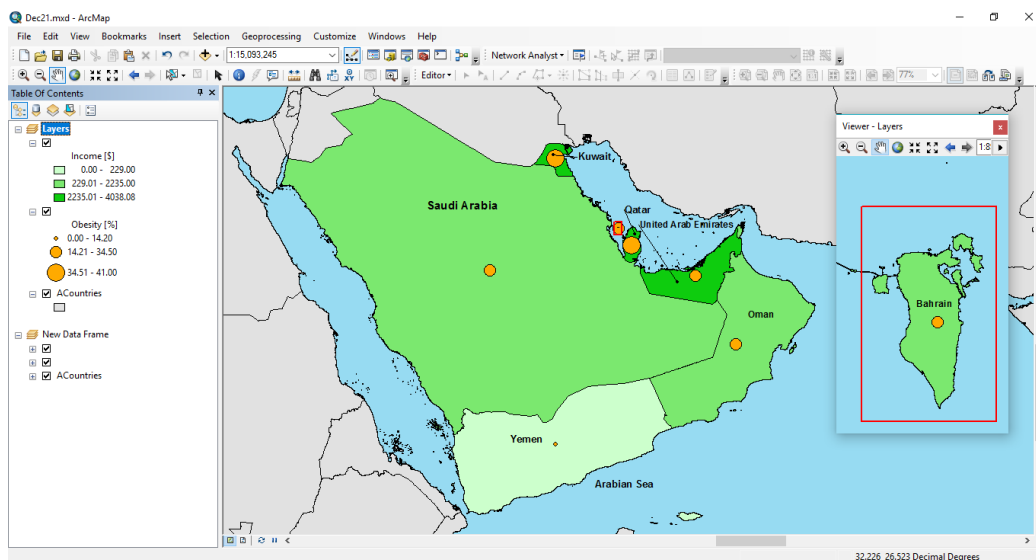 Dec21.mxd - ArcMap
File Edit View Bookmarks Insert Selection Geoprocessing Customize Windows Help
1:15,093,245
Network Analyst
Editor
77%
Table Of Contents
Layers
Income [$]
0.00 - 229.00
229.01 - 2235.00
2235.01 - 4038.08
Obesity [%]
0.00 - 14.20
14.21 - 34.50
34.51 - 41.00
ACountries
New Data Frame
ACountries
Kuwait
Saudi Arabia
Qatar
United Arab Emirates
Oman
Yemen
Arabian Sea
Viewer - Layers
1:8
Bahrain
32.226 26.523 Decimal Degrees